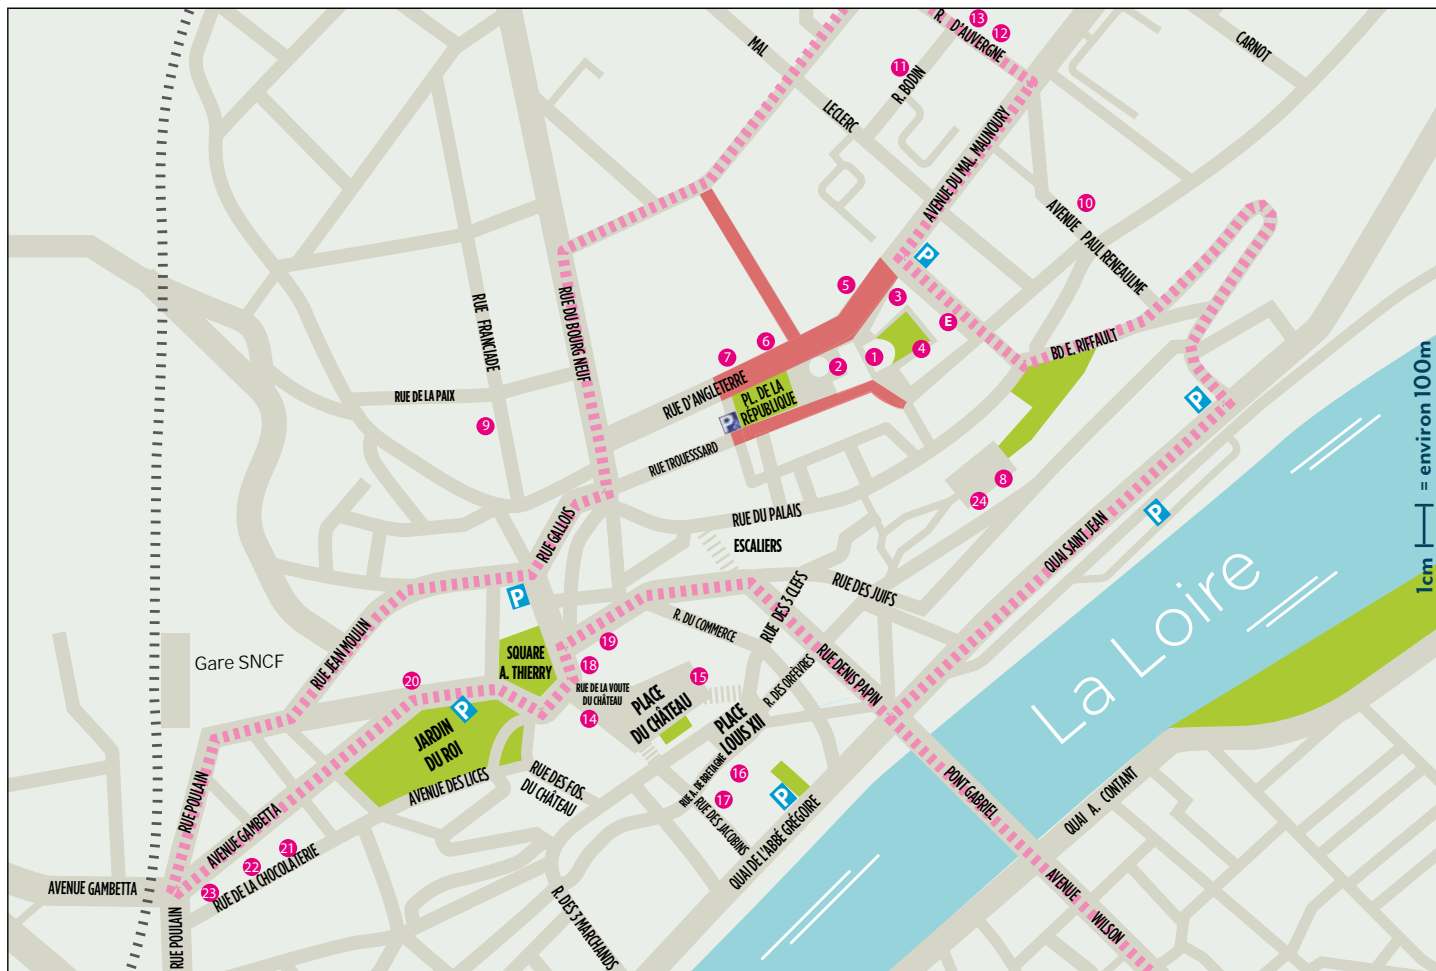 13
R. D'AUVERGNE
12
MAL
LECLERC
CARNOT
11
R. BODIN
AVENUE DU MAL. MAUNOURY
10
AVENUE PAUL RENEAULME
P
5
3
E
4
1
2
6
7
BD E. RIFFAULT
RUE FRANCIADE
RUE DU BOURG NEUF
RUE DE LA PAIX
9
RUE D'ANGLETERRE
PL. DE LA
RÉPUBLIQUE
P
RUE TROUESSSARD
P
8
24
P
RUE DU PALAIS
ESCALIERS
RUE GALLOIS
QUAI SAINT JEAN
1cm = environ 100m
La Loire
P
RUE DES JUIFS
RUE DES 3 CLEFS
R. DU COMMERCE
RUE JEAN MOULIN
Gare SNCF
SQUARE
A. THIERRY
19
18
RUE DE LA VOUTE
DU CHÂTEAU
14
15
PLACE
DU CHÂTEAU
PLACE
LOUIS XII
R. DES ORFÈVRES
RUE DENIS PAPIN
20
P
JARDIN
DU ROI
AVENUE DES LICES
RUE DES FOS.
DU CHÂTEAU
RUE A. DE BRETAGNE
16
17
RUE DES JACOBINS
P
QUAI DE L'ABBÉ GRÉGOIRE
PONT GABRIEL
QUAI A. CONTANT
RUE POULAIN
AVENUE GAMBETTA
21
22
23
RUE DE LA CHOCOLATERIE
AVENUE GAMBETTA
RUE POULAIN
R. DES 3 MARCHANDS
AVENUE WILSON